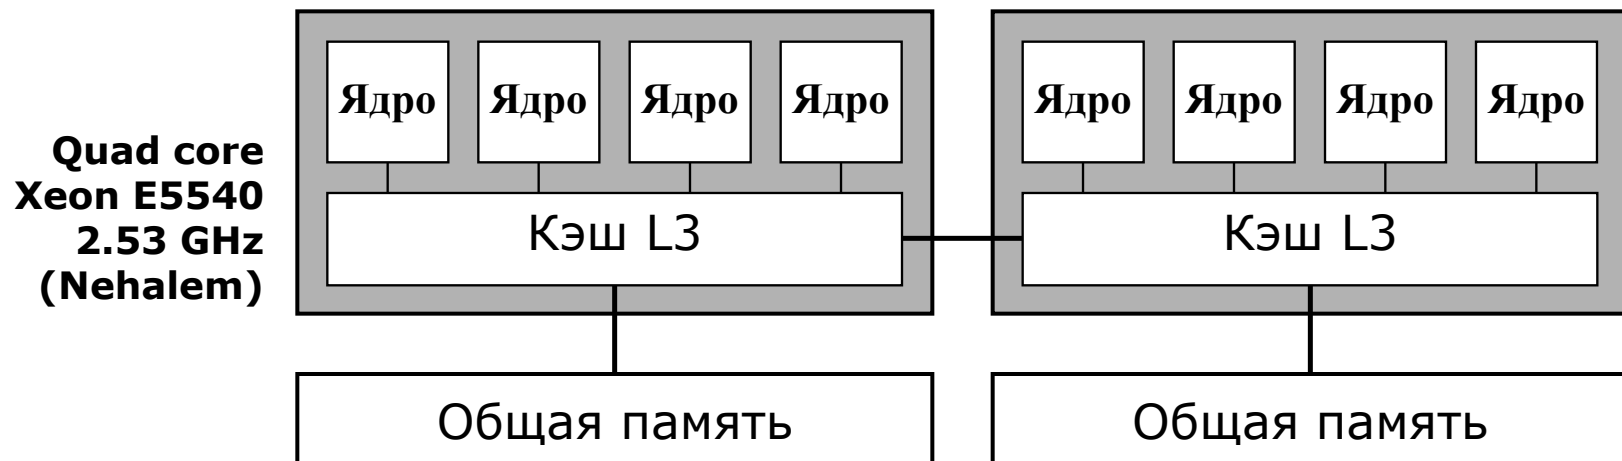 Ядро Ядро Ядро Ядро Ядро Ядро Ядро Ядро
Quad core
Xeon E5540
2.53 GHz
(Nehalem)
Кэш L3 Кэш L3
Общая память Общая память